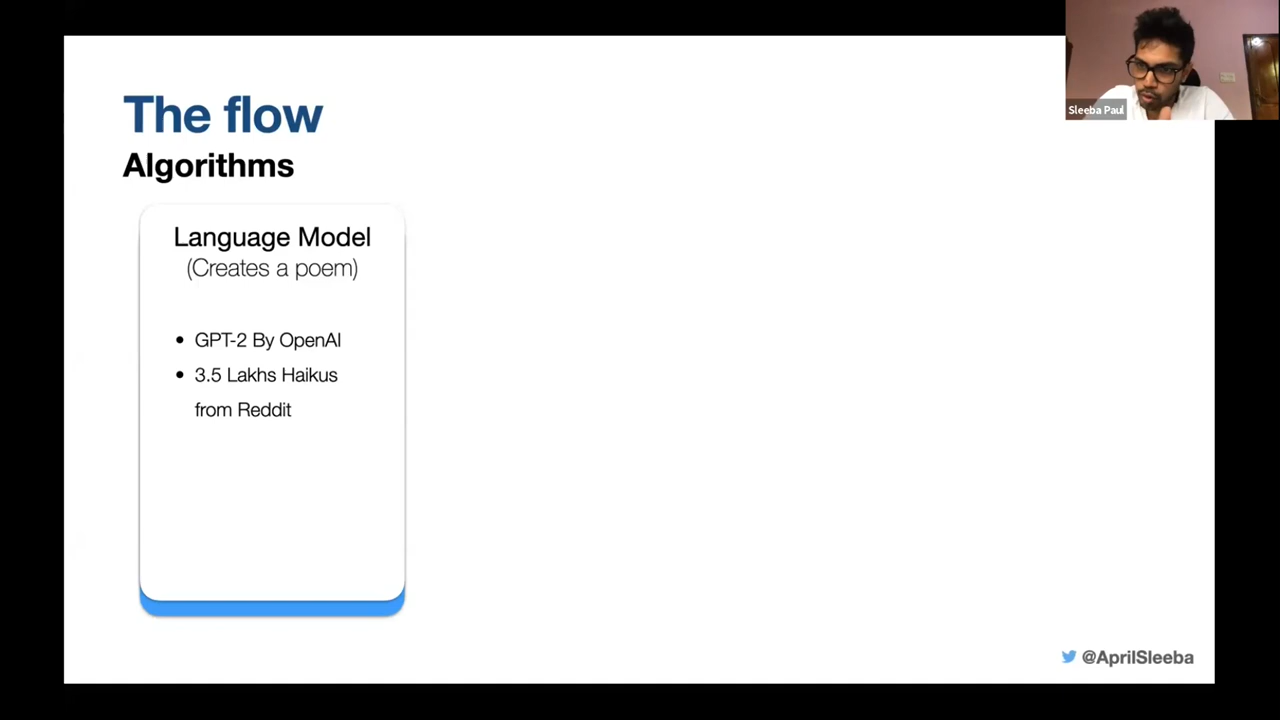 The flow
Algorithms
Language Model
(Creates a poem)
• GPT-2 By OpenAI
• 3.5 Lakhs Haikus
from Reddit
Sleeba Paul
@AprilSleeba